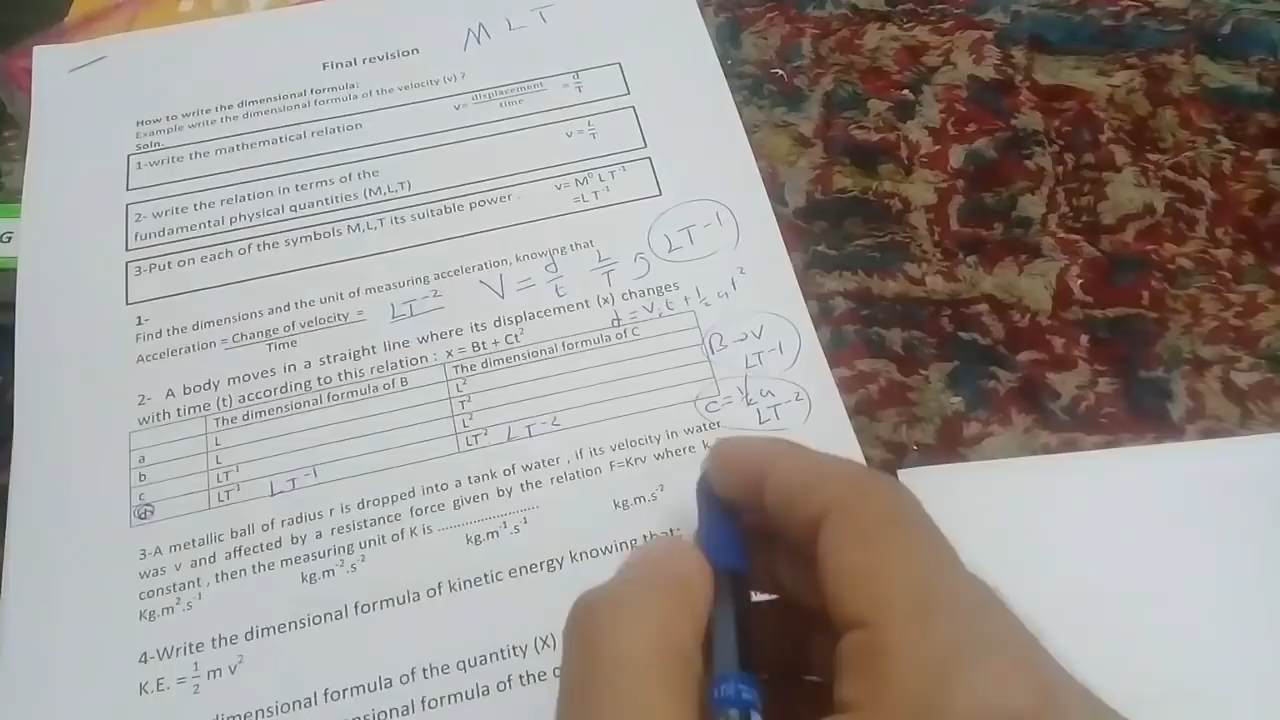 M L T
Final revision
How to write the dimensional formula:
Example write the dimensional formula of the velocity (v) ?
Soln.
1-write the mathematical relation v= displacement/time = d/T
2- write the relation in terms of the
fundamental physical quantities (M,L,T) v= L/T
3-Put on each of the symbols M,L,T its suitable power . v= M⁰ LT⁻¹
=LT⁻¹
1-
Find the dimensions and the unit of measuring acceleration, knowing that
Acceleration = Change of velocity/Time =
LT⁻² V = d/t L/T LT⁻¹
2- A body moves in a straight line where its displacement (x) changes
with time (t) according to this relation : x = Bt + Ct²
d = Vᵢt + ½ at²
The dimensional formula of B The dimensional formula of C
a L L²
b L T²
c LT¹ L²
d LT¹ LT⁻¹ LT² LT⁻²
B → V
LT⁻¹
C = ½ a
LT⁻²
3-A metallic ball of radius r is dropped into a tank of water , if its velocity in water
was v and affected by a resistance force given by the relation F=Krv where k
constant , then the measuring unit of K is ........................
Kg.m².s⁻¹ kg.m⁻².s⁻² kg.m⁻¹.s⁻¹ kg.m.s⁻²
4-Write the dimensional formula of kinetic energy knowing that:
K.E. = ½ m v²
dimensional formula of the quantity (X)
formula of the
G